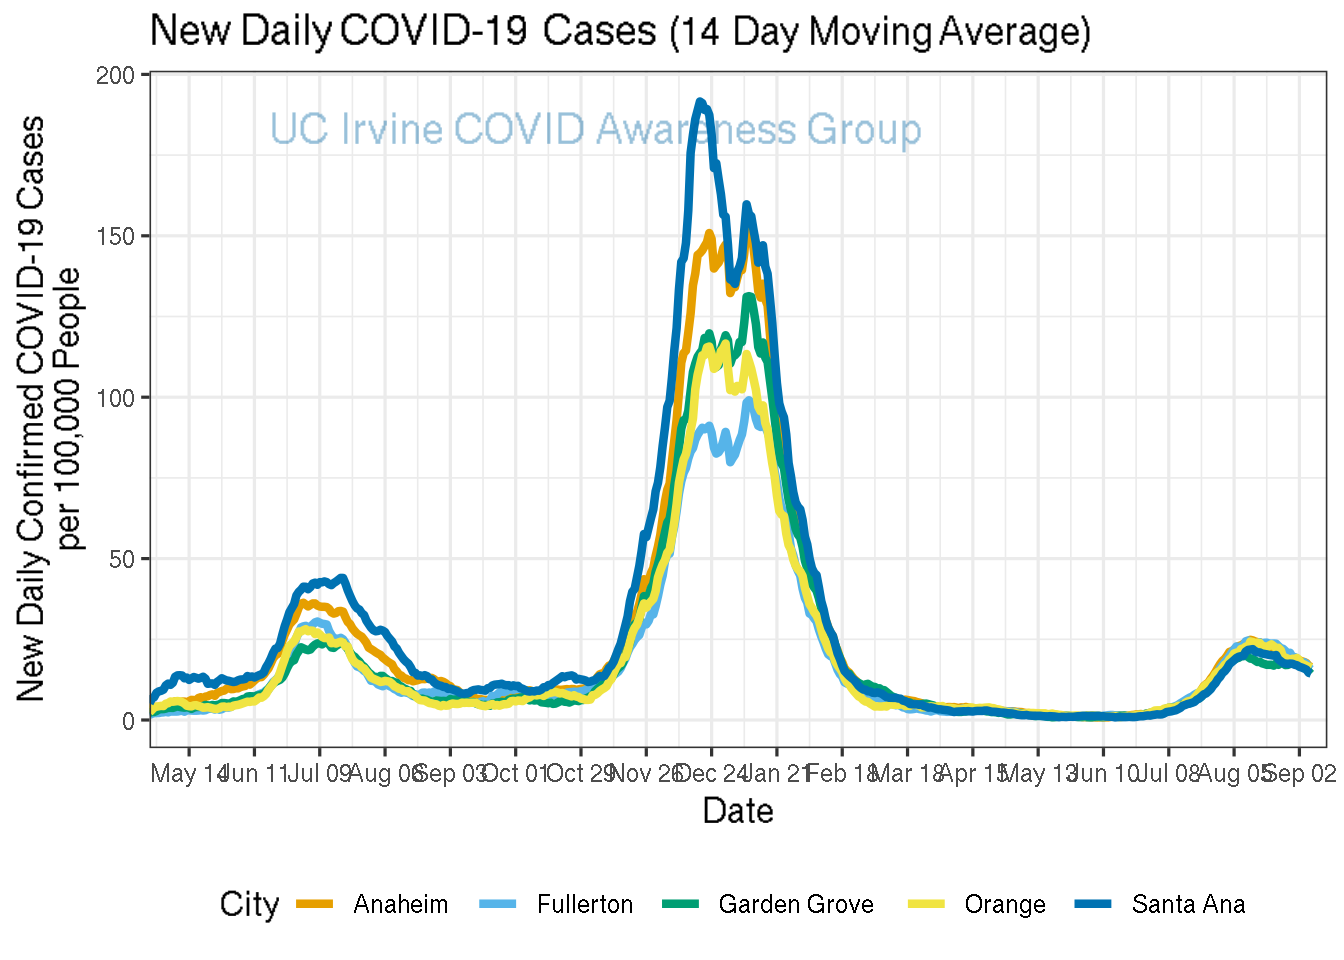 New Daily COVID-19 Cases (14 Day Moving Average)
UC Irvine COVID Awareness Group
New Daily Confirmed COVID-19 Cases
per 100,000 People
200
150
100
50
0
May 14 Jun 11 Jul 09 Aug 06 Sep 03 Oct 01 Oct 29 Nov 26 Dec 24 Jan 21 Feb 18 Mar 18 Apr 15 May 13 Jun 10 Jul 08 Aug 05 Sep 02
Date
City Anaheim Fullerton Garden Grove Orange Santa Ana